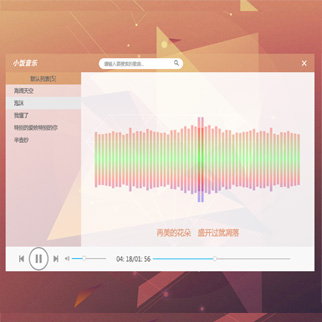 小饭音乐
请输入要搜索的歌曲...
X
默认列表[5]
海阔天空
泡沫
我懂了
特别的爱给特别的你
半壶纱
再美的花朵 盛开过就凋落
04: 18/01: 56